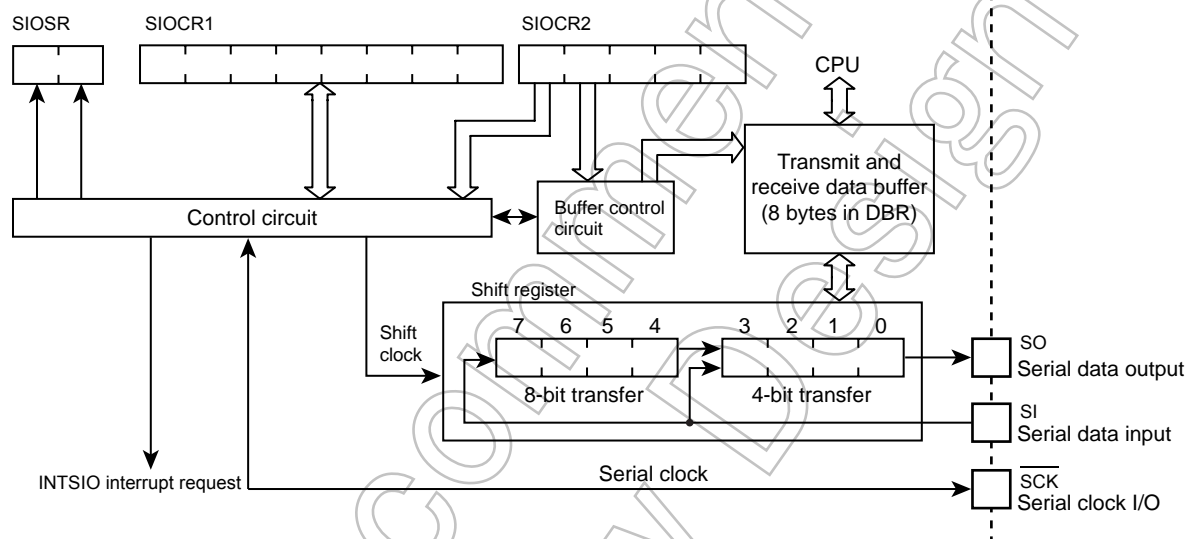 SIOSR
SIOCR1
SIOCR2
CPU
Transmit and
receive data buffer
(8 bytes in DBR)
Control circuit
Buffer control
circuit
Shift register
Shift
clock
7 6 5 4
3 2 1 0
8-bit transfer
4-bit transfer
SO
Serial data output
SI
Serial data input
INTSIO interrupt request
Serial clock
SCK
Serial clock I/O